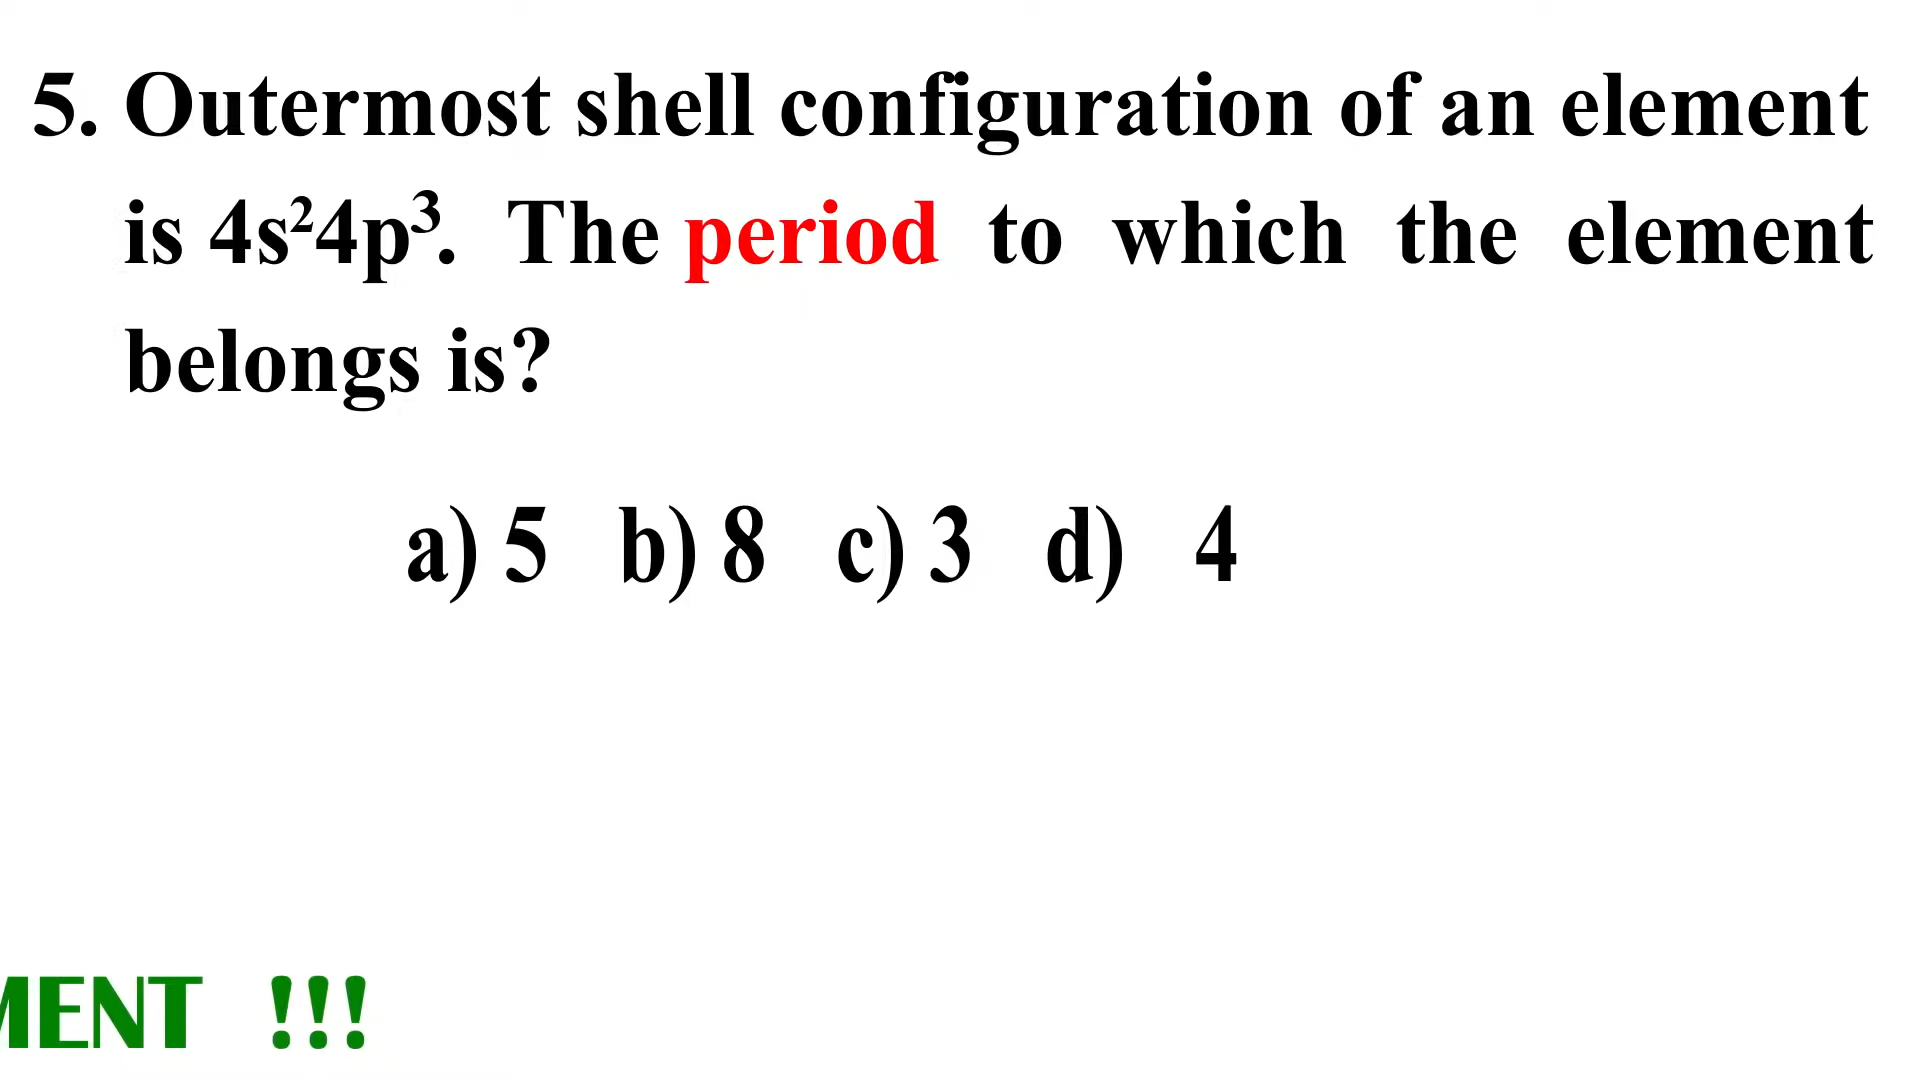 5. Outermost shell configuration of an element
is 4s²4p³. The period to which the element
belongs is?
a) 5 b) 8 c) 3 d) 4
MENT !!!